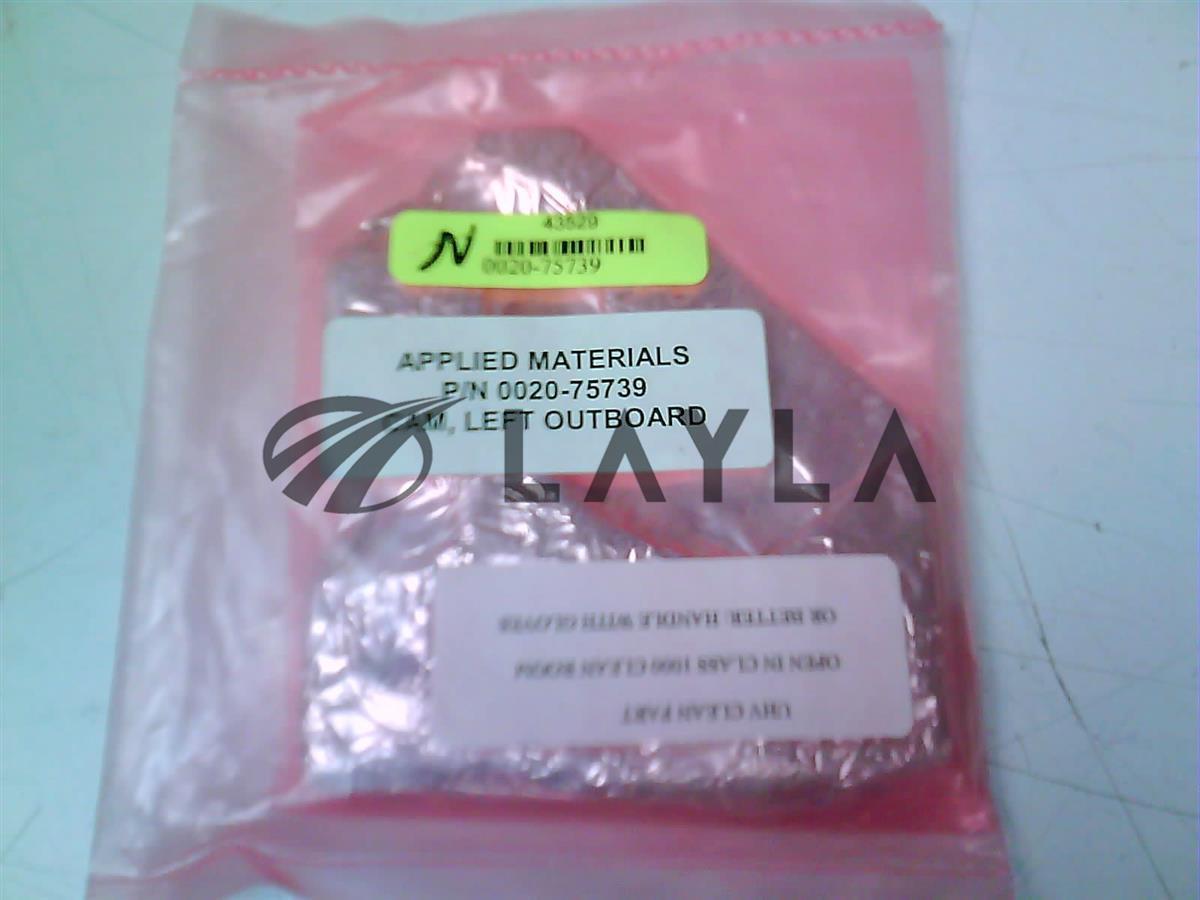 43529
N
0020-75739
APPLIED MATERIALS
P/N 0020-75739
CAM, LEFT OUTBOARD
LAYLA
UHV CLEAN PART
OPEN IN CLASS 1000 CLEAN ROOM
OR BETTER. HANDLE WITH GLOVES